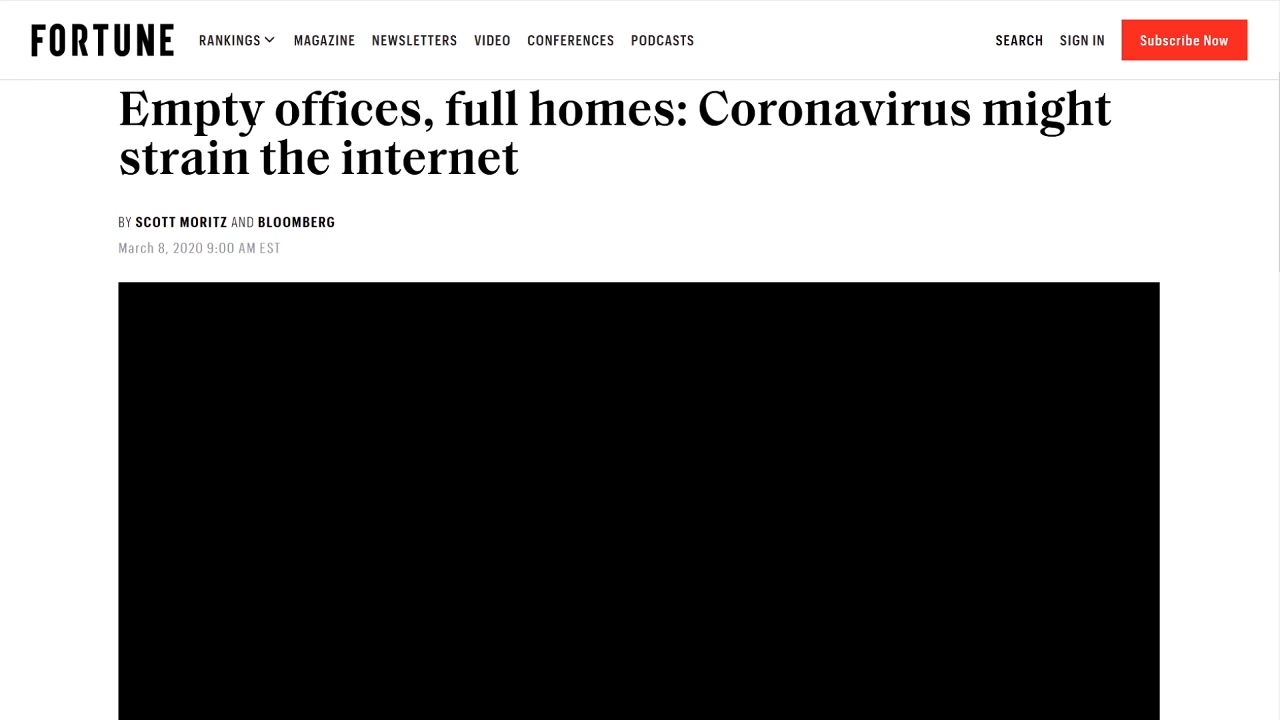 FORTUNE RANKINGS MAGAZINE NEWSLETTERS VIDEO CONFERENCES PODCASTS SEARCH SIGN IN Subscribe Now
Empty offices, full homes: Coronavirus might
strain the internet
BY SCOTT MORITZ AND BLOOMBERG
March 8, 2020 9:00 AM EST